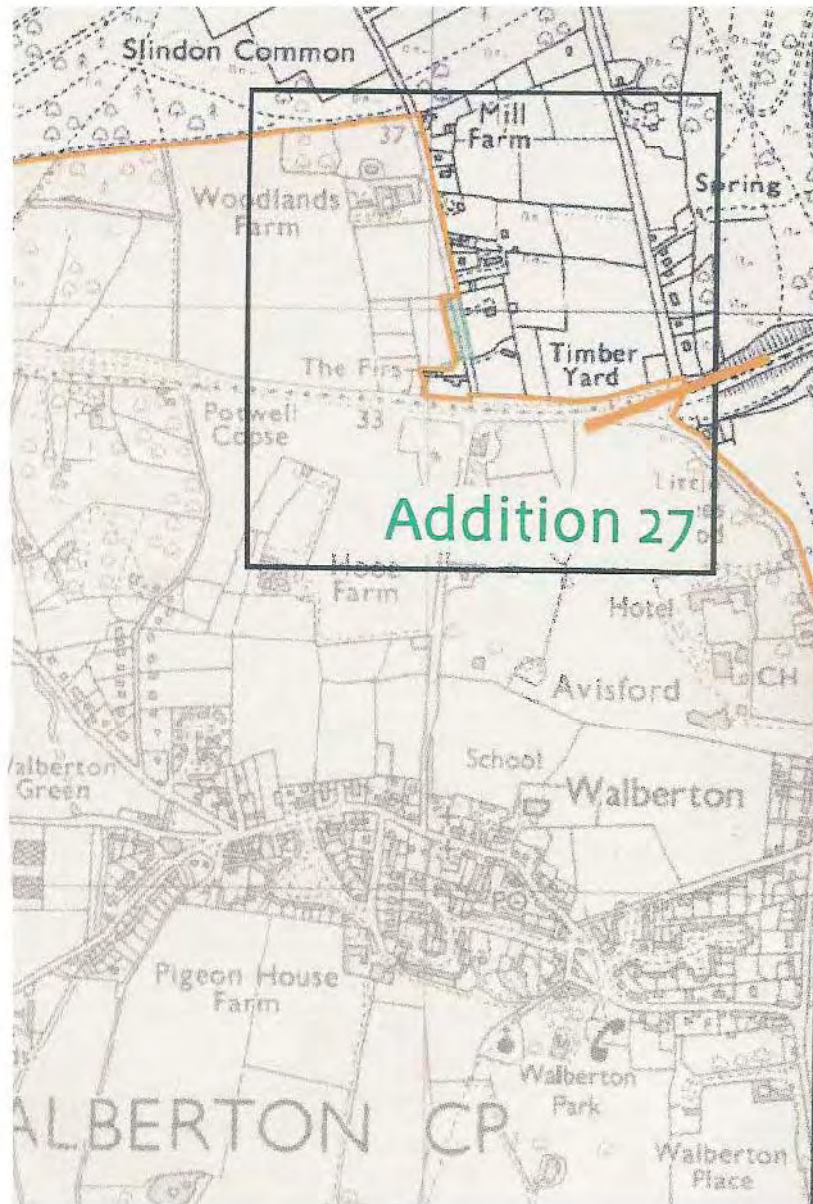 Slindon Common
Mill
Farm
37
Woodlands
Farm
Spring
Timber
Yard
The Firs
Potwell
Copse
33
Addition 27
Farm
Hotel
Avisford
CH
School
Walberton
Green
Walberton
PO
Pigeon House
Farm
Walberton
Park
ALBERTON CP
Walberton
Place